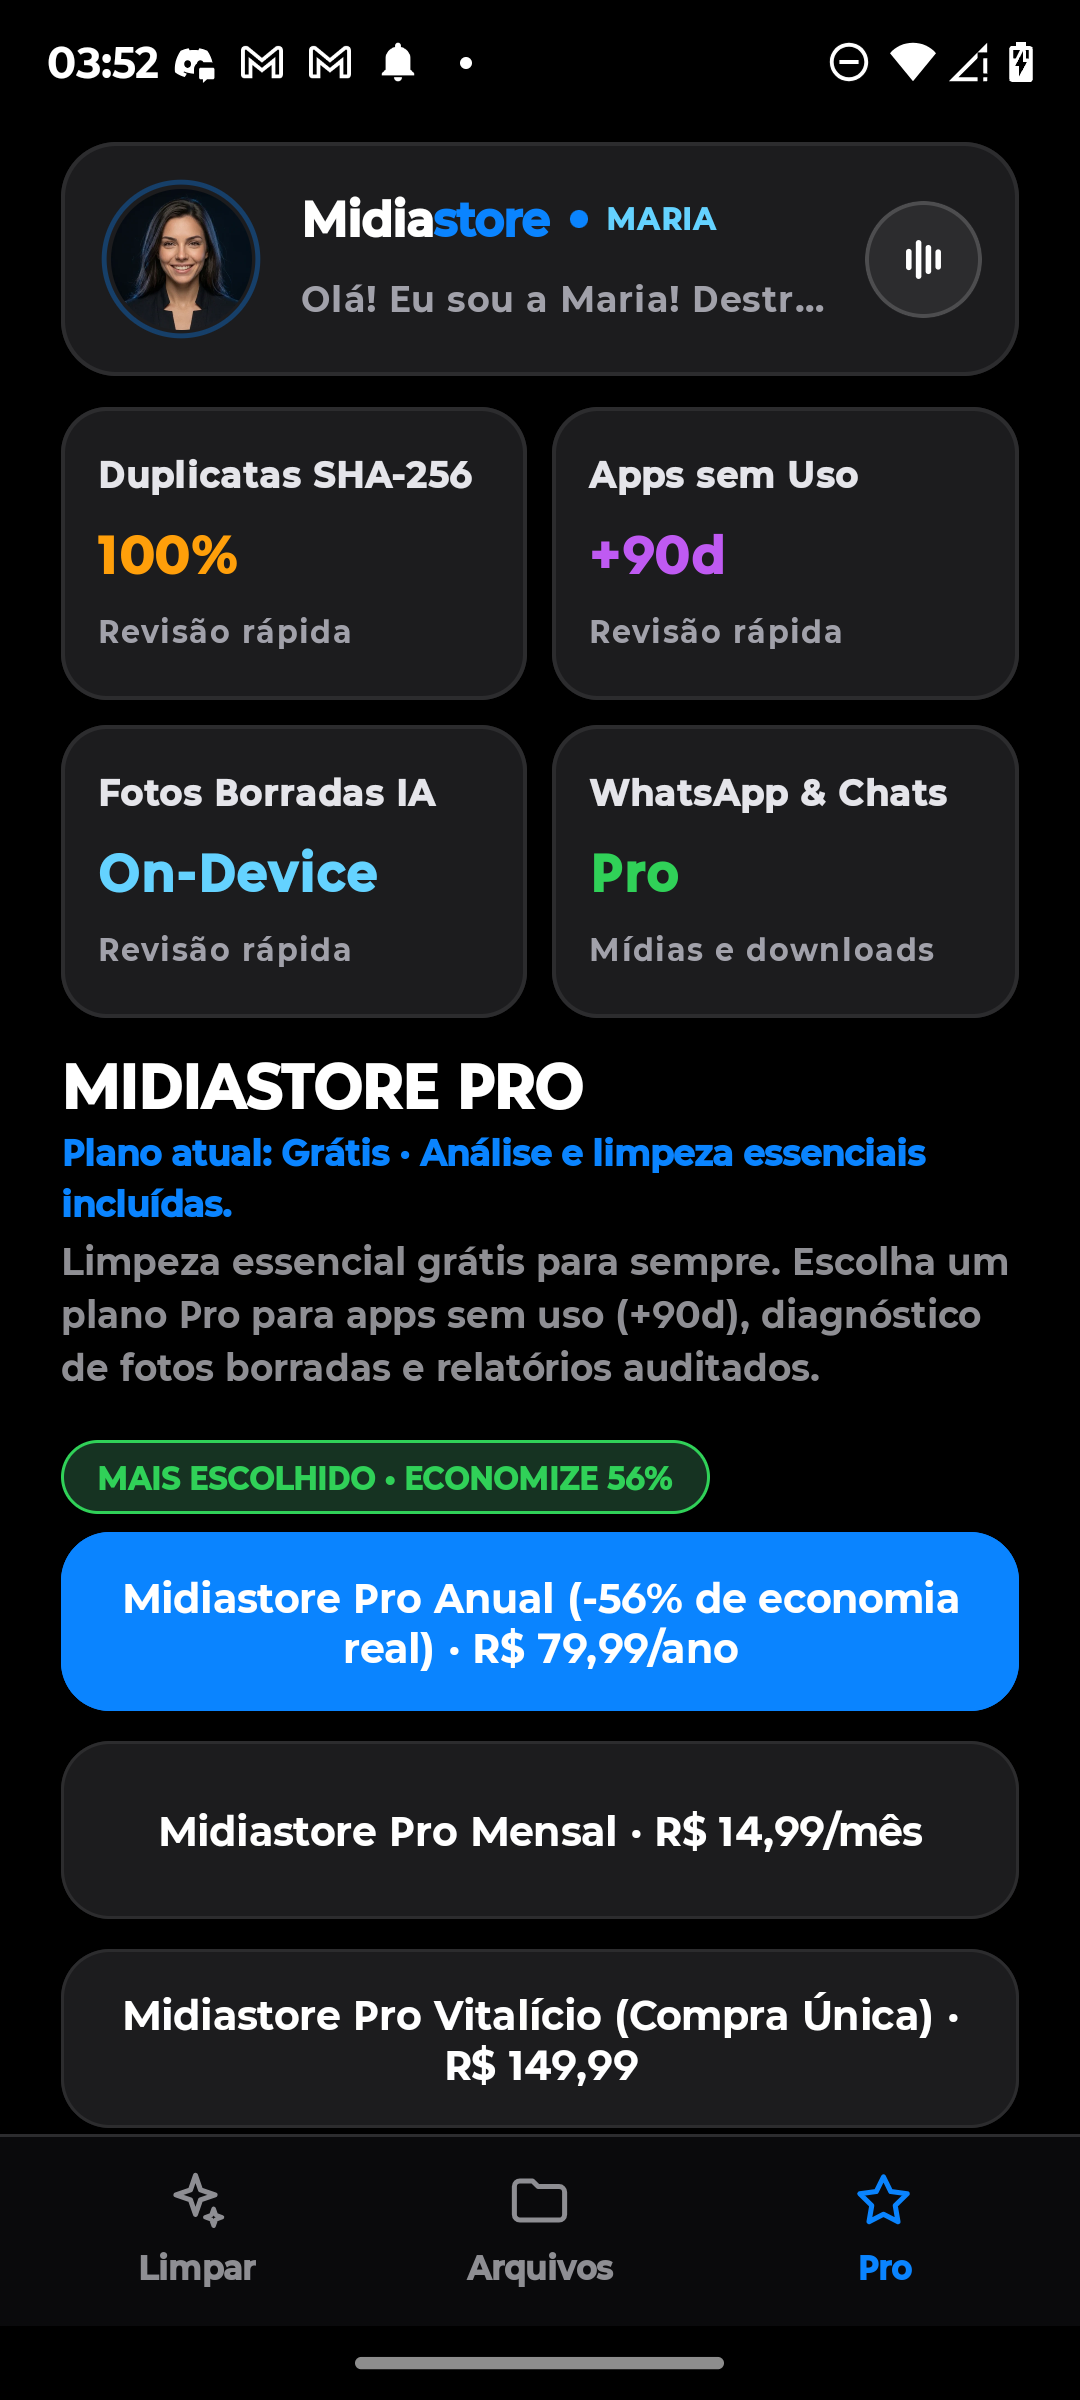 03:52
Midiastore • MARIA
Olá! Eu sou a Maria! Destr...
Duplicatas SHA-256
100%
Revisão rápida
Apps sem Uso
+90d
Revisão rápida
Fotos Borradas IA
On-Device
Revisão rápida
WhatsApp & Chats
Pro
Mídias e downloads
MIDIASTORE PRO
Plano atual: Grátis · Análise e limpeza essenciais
incluídas.
Limpeza essencial grátis para sempre. Escolha um
plano Pro para apps sem uso (+90d), diagnóstico
de fotos borradas e relatórios auditados.
MAIS ESCOLHIDO • ECONOMIZE 56%
Midiastore Pro Anual (-56% de economia
real) · R$ 79,99/ano
Midiastore Pro Mensal · R$ 14,99/mês
Midiastore Pro Vitalício (Compra Única) ·
R$ 149,99
Limpar
Arquivos
Pro